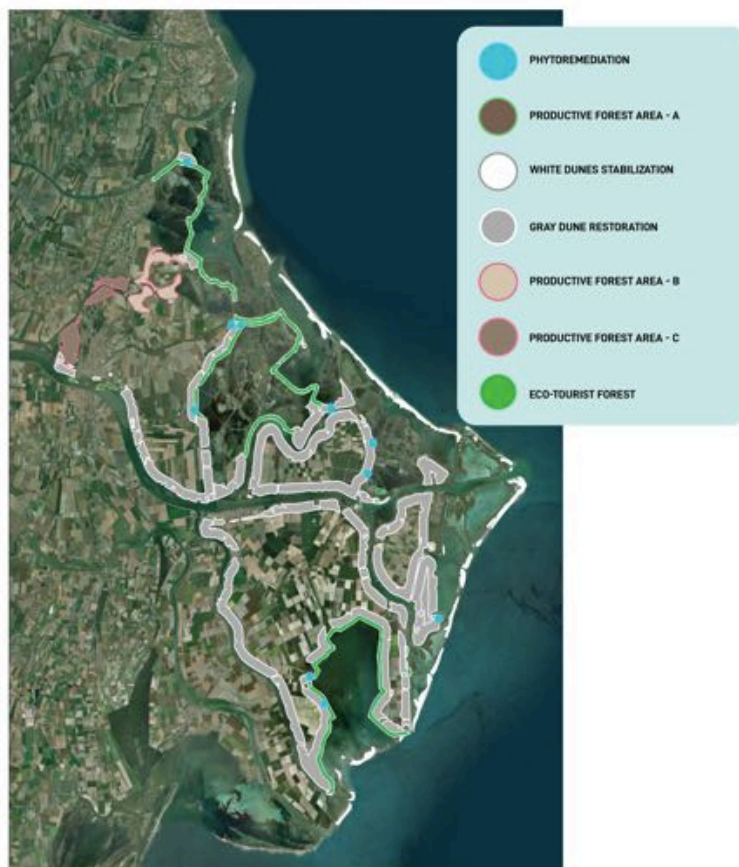 PHYTOREMEDIATION
PRODUCTIVE FOREST AREA - A
WHITE DUNES STABILIZATION
GRAY DUNE RESTORATION
PRODUCTIVE FOREST AREA - B
PRODUCTIVE FOREST AREA - C
ECO-TOURIST FOREST